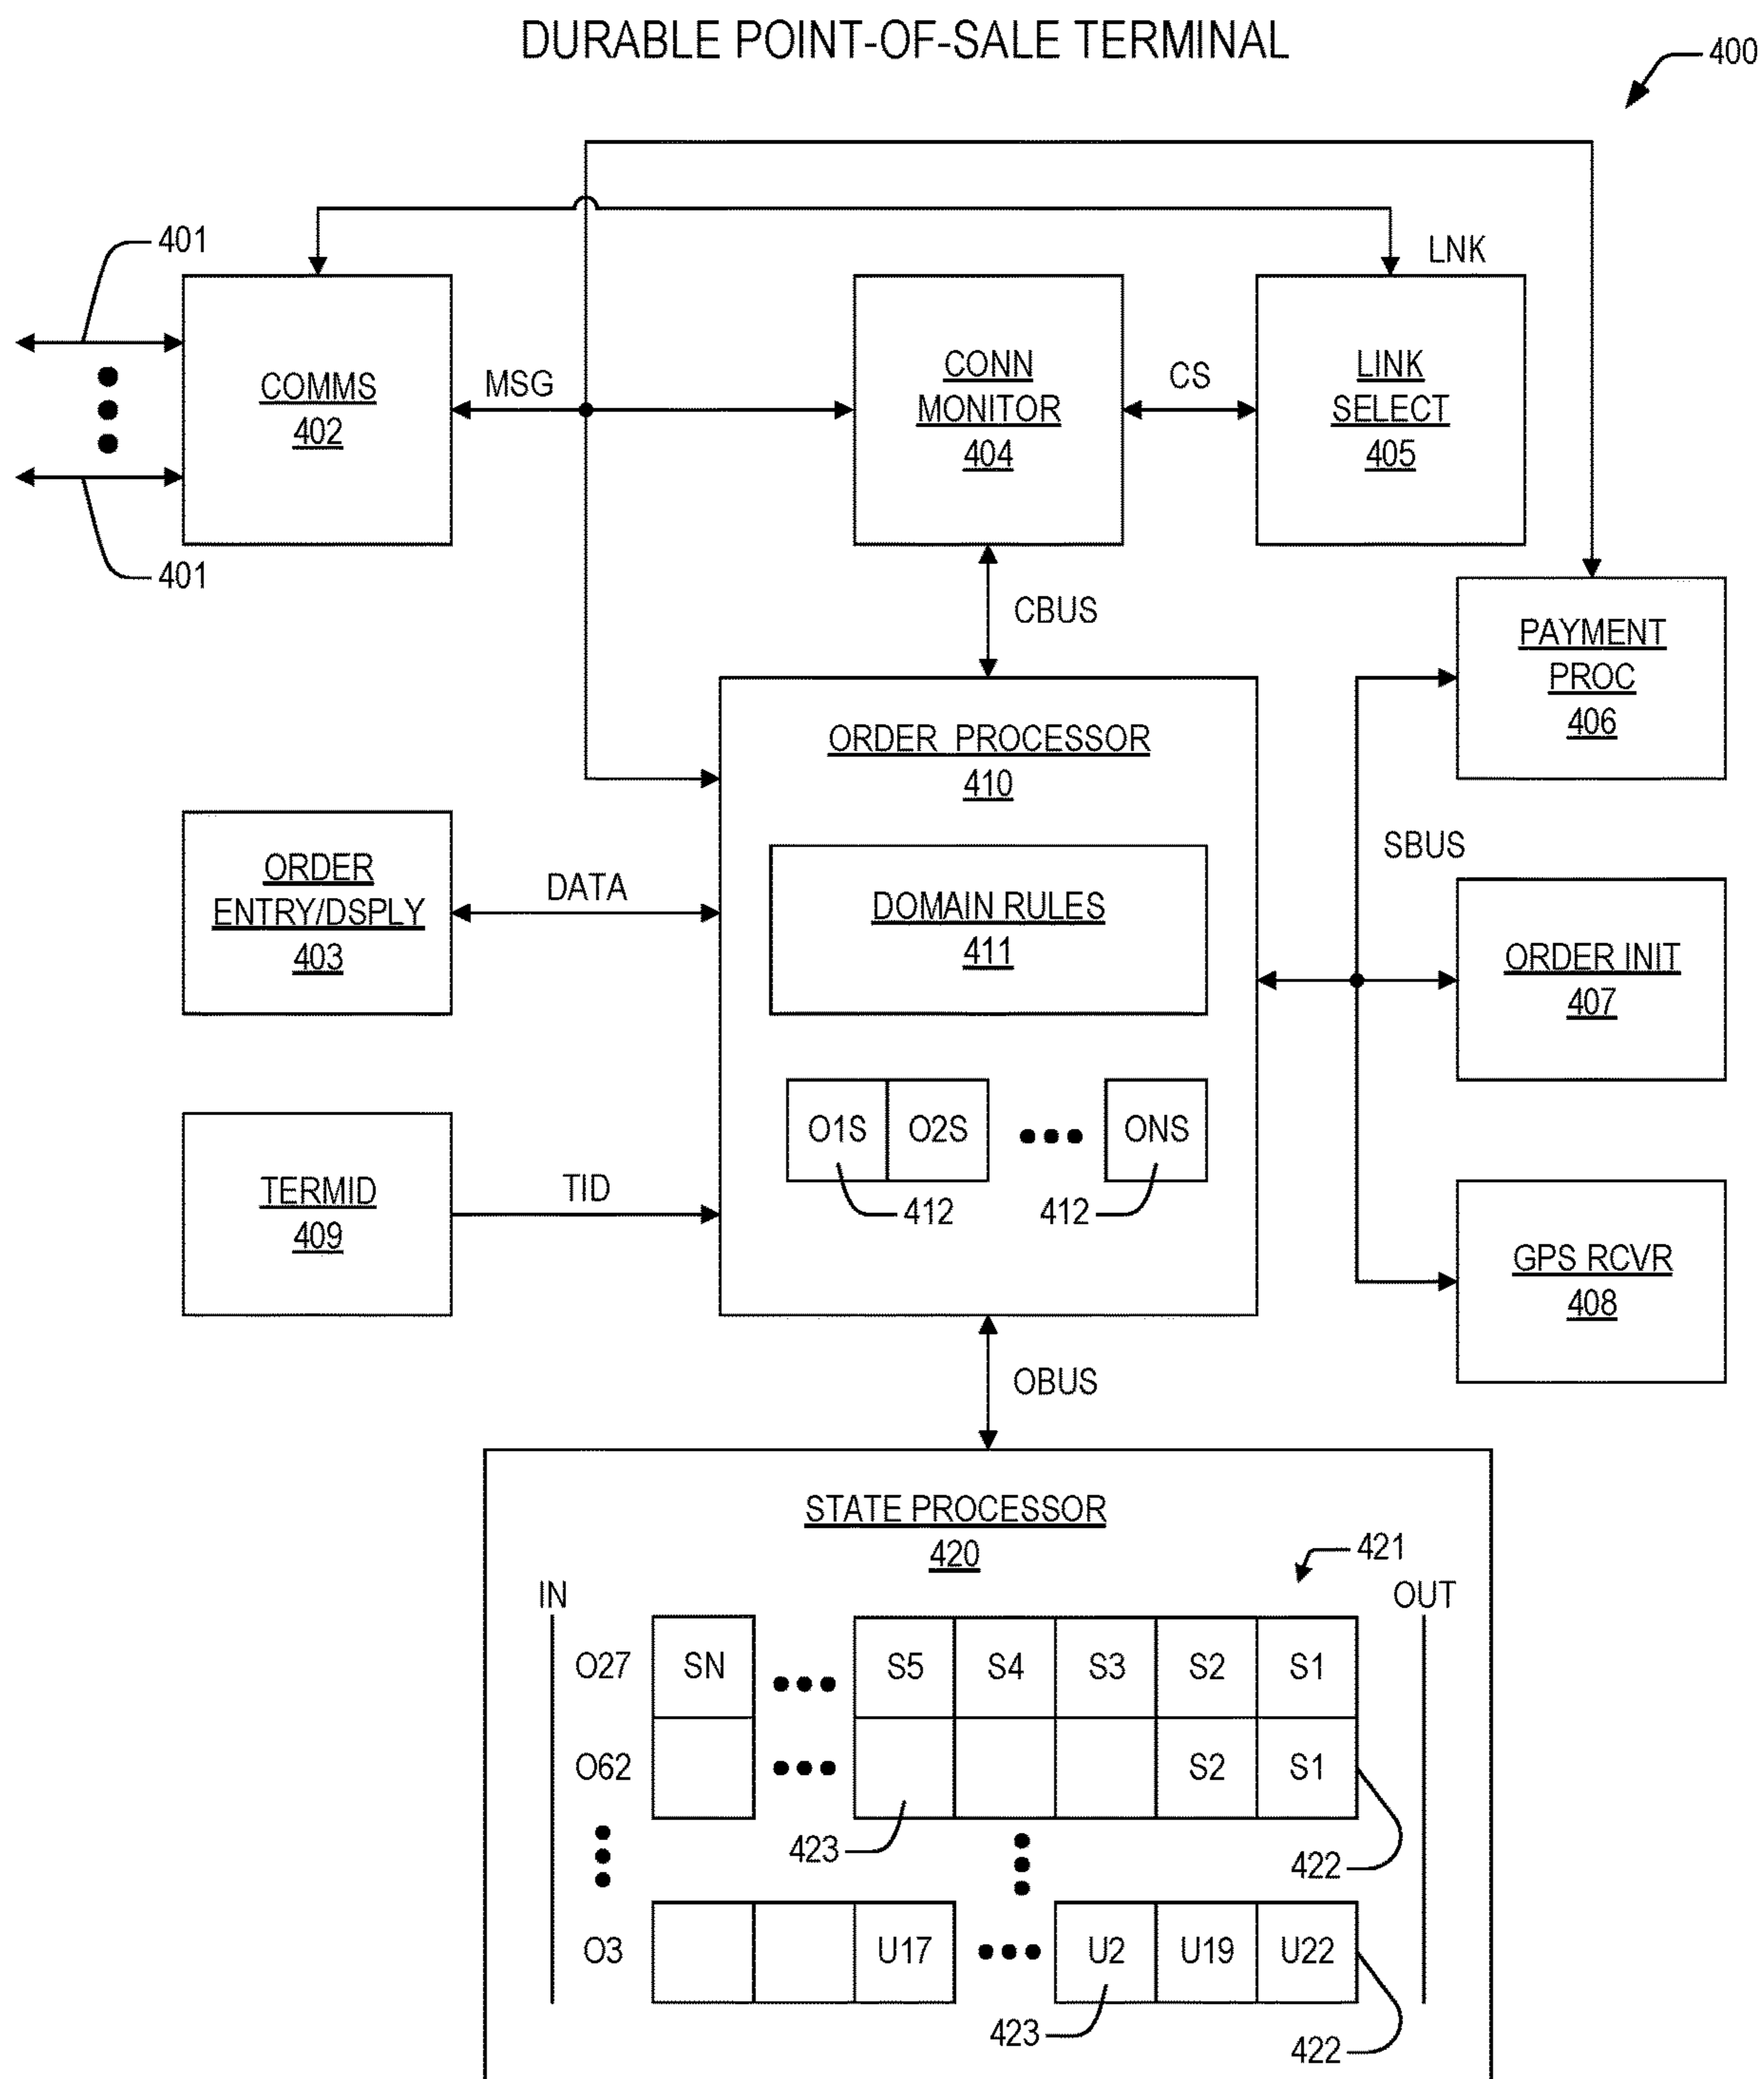 DURABLE POINT-OF-SALE TERMINAL
400
401
LNK
COMMS
402
MSG
CONN
MONITOR
404
CS
LINK
SELECT
405
401
CBUS
PAYMENT
PROC
406
ORDER PROCESSOR
410
SBUS
ORDER
ENTRY/DSPLY
403
DATA
DOMAIN RULES
411
ORDER INIT
407
O1S O2S ONS
412 412
TERMID
409
TID
GPS RCVR
408
OBUS
STATE PROCESSOR
420
421
IN OUT
O27 SN S5 S4 S3 S2 S1
O62 S2 S1
423
422
O3 U17 U2 U19 U22
423
422